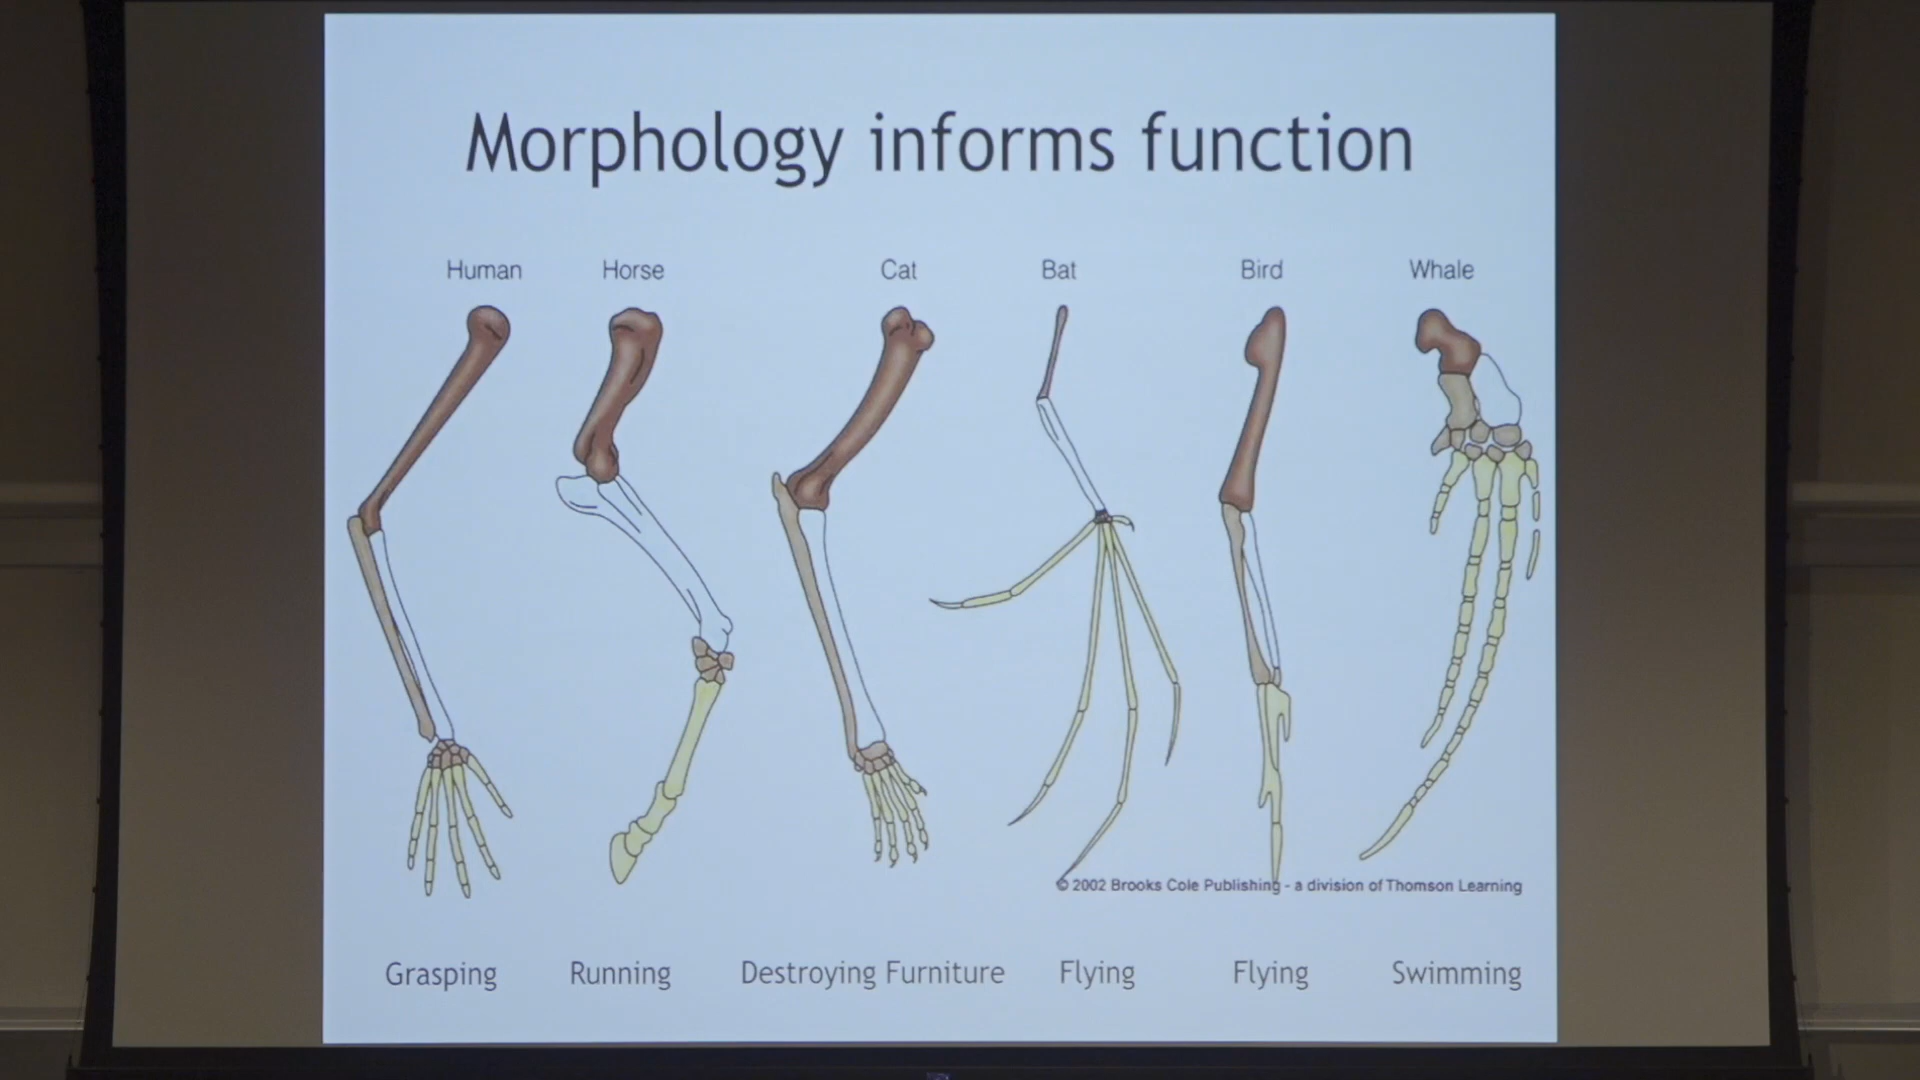 Morphology informs function
Human Horse Cat Bat Bird Whale
© 2002 Brooks Cole Publishing - a division of Thomson Learning
Grasping Running Destroying Furniture Flying Flying Swimming